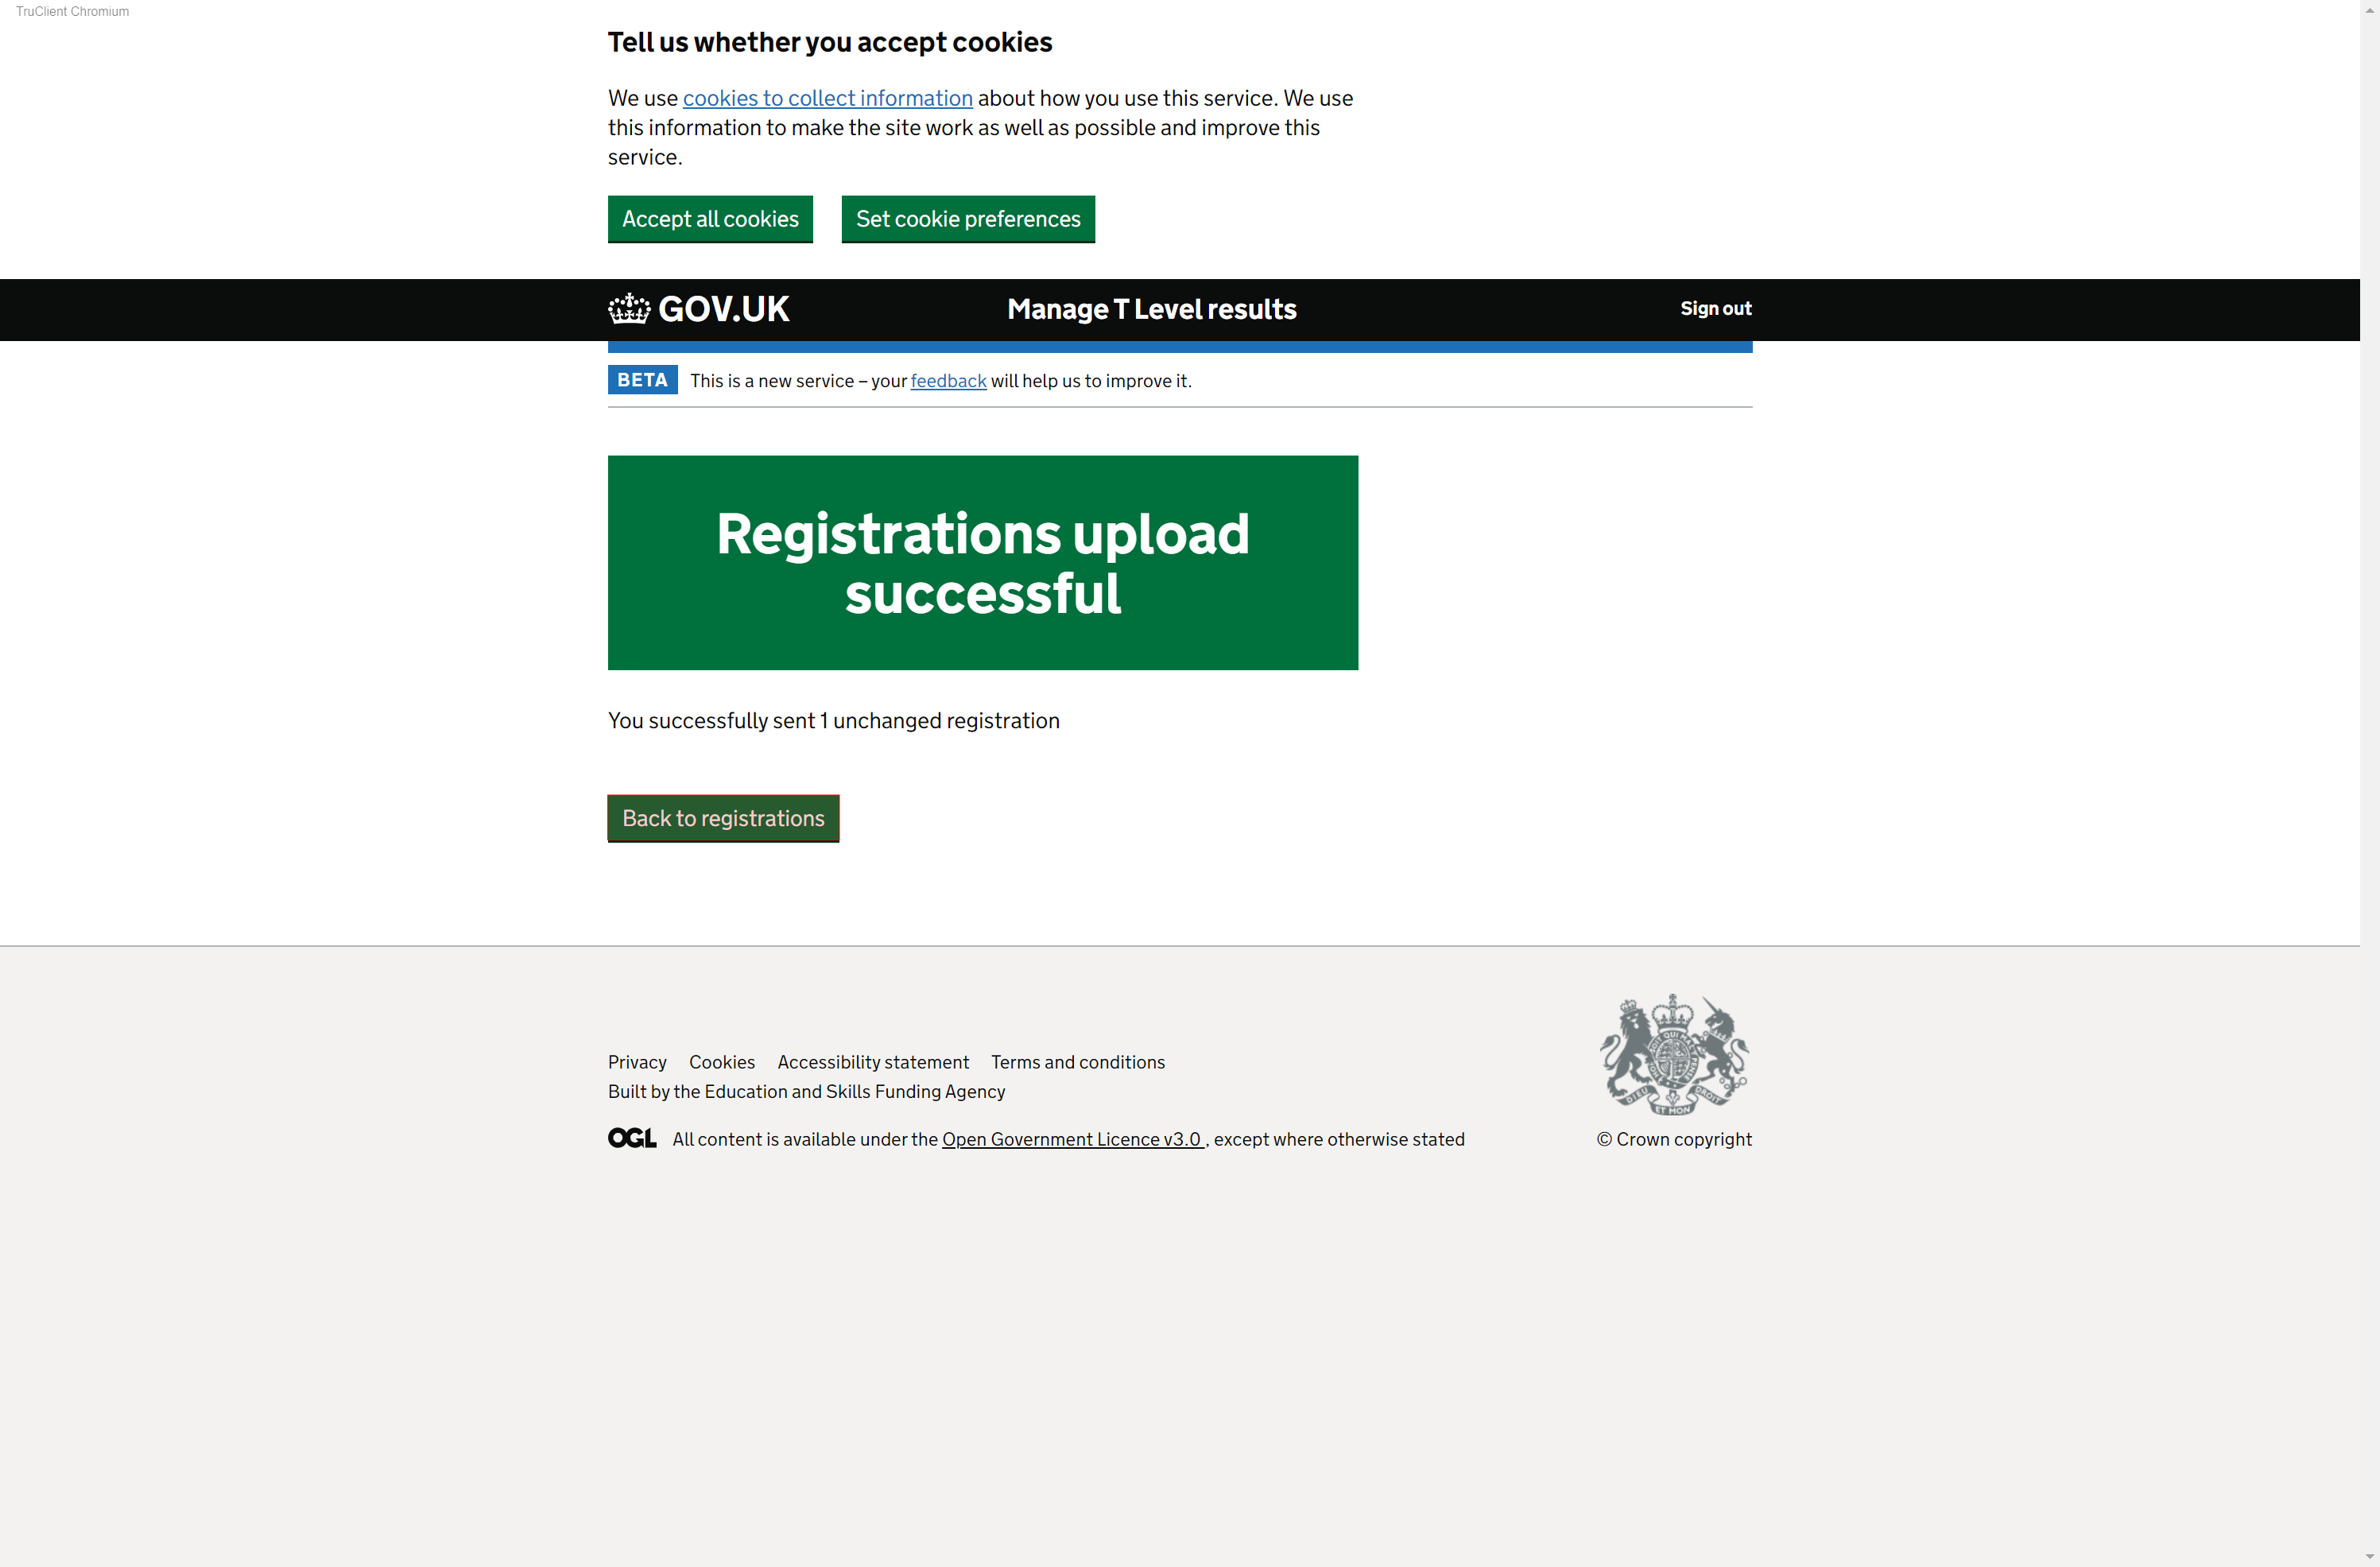 TruClient Chromium
Tell us whether you accept cookies
We use cookies to collect information about how you use this service. We use
this information to make the site work as well as possible and improve this
service.
Accept all cookies
Set cookie preferences
GOV.UK
Manage T Level results
Sign out
BETA
This is a new service – your feedback will help us to improve it.
Registrations upload
successful
You successfully sent 1 unchanged registration
Back to registrations
Privacy
Cookies
Accessibility statement
Terms and conditions
Built by the Education and Skills Funding Agency
OGL
All content is available under the Open Government Licence v3.0 , except where otherwise stated
DIEU
ET MON
DROIT
© Crown copyright